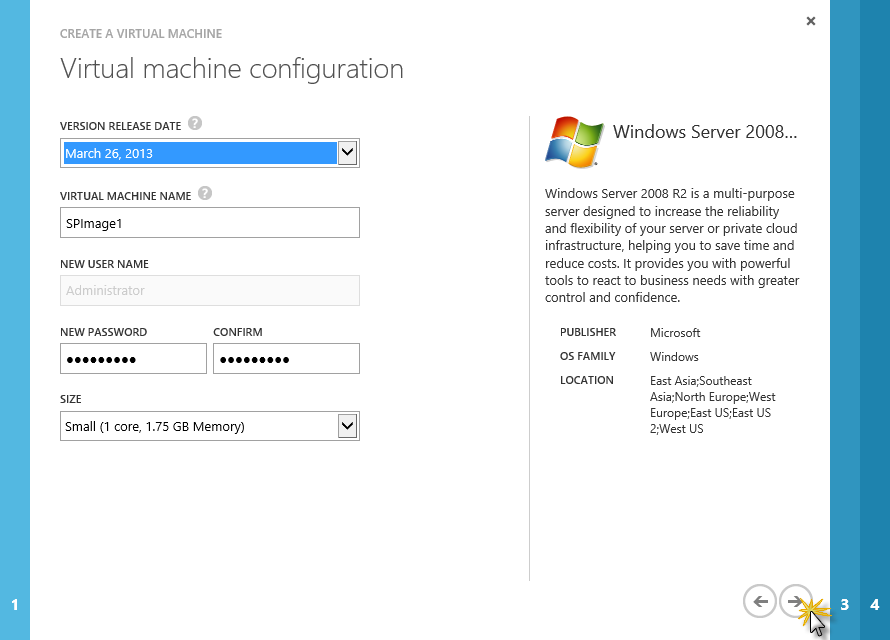 CREATE A VIRTUAL MACHINE
Virtual machine configuration
VERSION RELEASE DATE ?
March 26, 2013
VIRTUAL MACHINE NAME ?
SPImage1
NEW USER NAME
Administrator
NEW PASSWORD
CONFIRM
●●●●●●●●●
●●●●●●●●●
SIZE
Small (1 core, 1.75 GB Memory)
Windows Server 2008...
Windows Server 2008 R2 is a multi-purpose
server designed to increase the reliability
and flexibility of your server or private cloud
infrastructure, helping you to save time and
reduce costs. It provides you with powerful
tools to react to business needs with greater
control and confidence.
PUBLISHER Microsoft
OS FAMILY Windows
LOCATION East Asia;Southeast
Asia;North Europe;West
Europe;East US;East US
2;West US
1
3
4